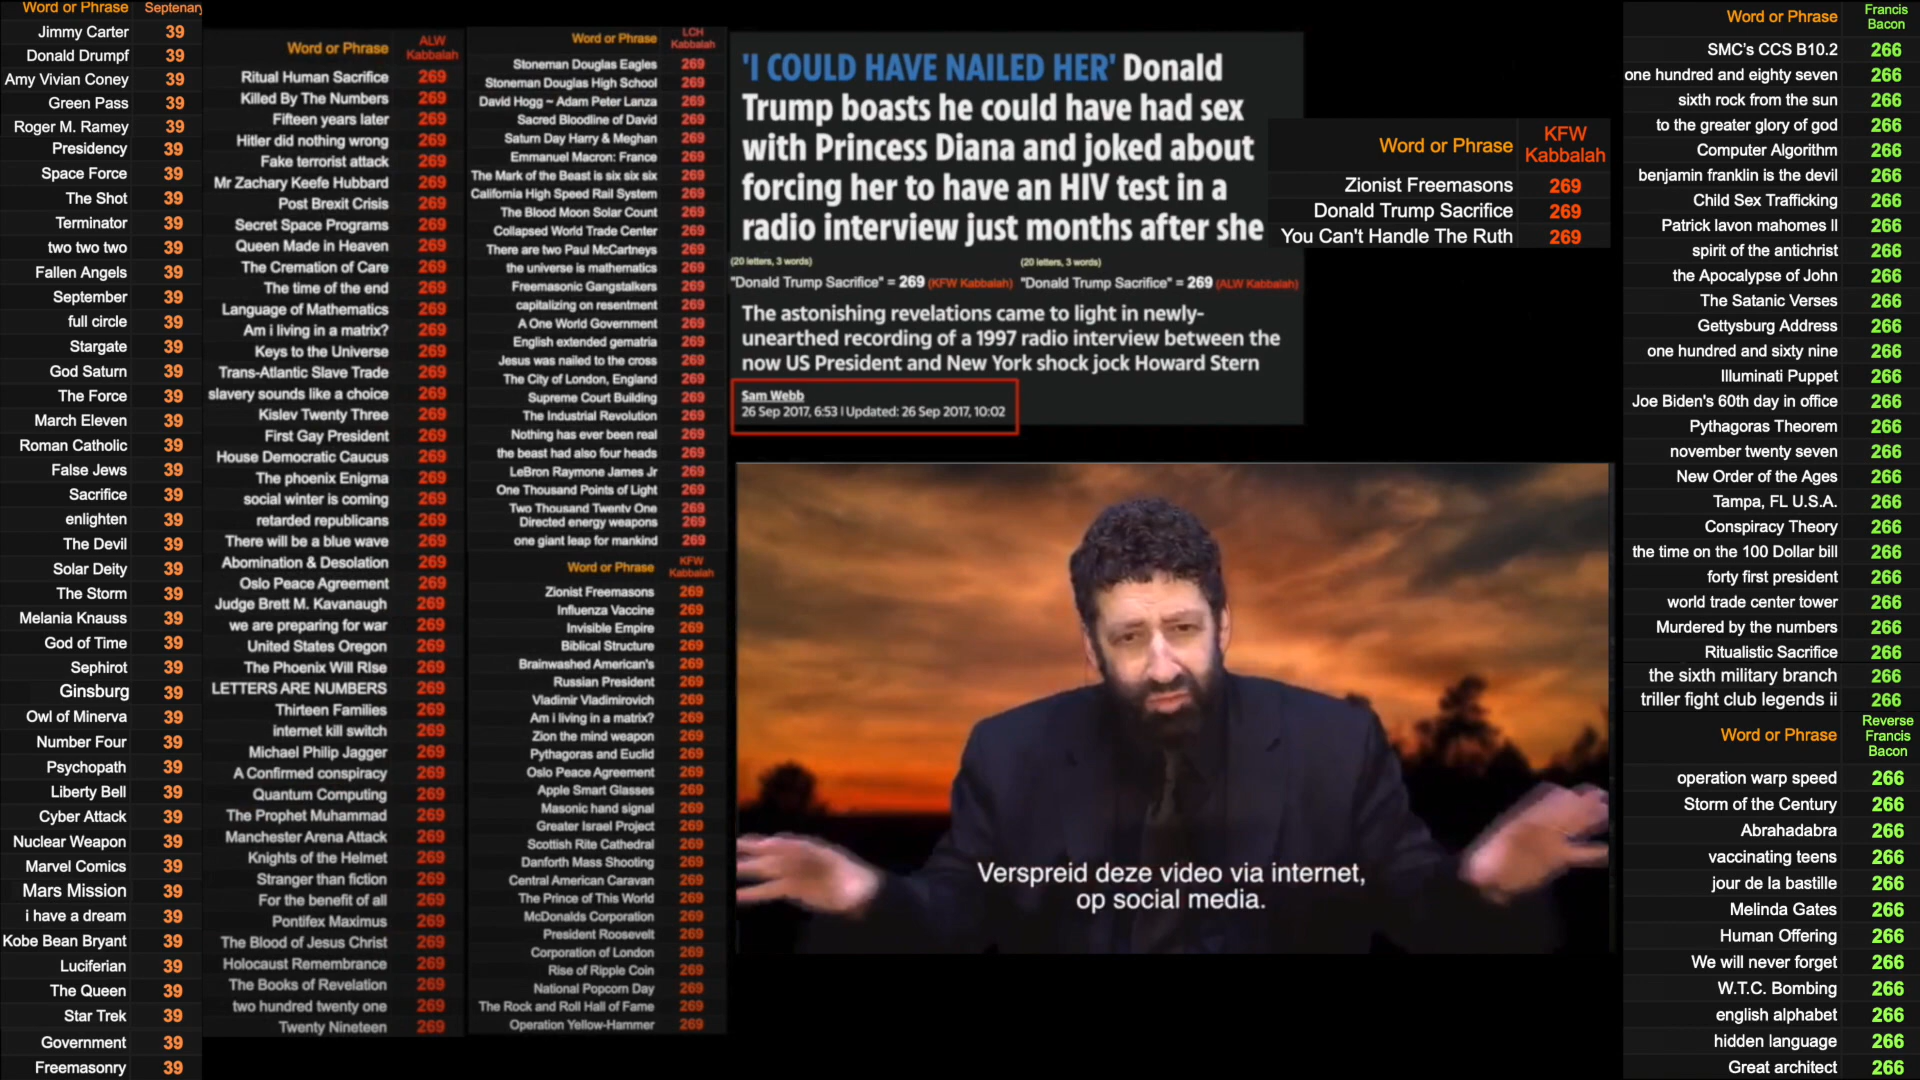 Word or Phrase Septenary
Jimmy Carter 39
Donald Drumpf 39
Amy Vivian Coney 39
Green Pass 39
Roger M. Ramey 39
Presidency 39
Space Force 39
The Shot 39
Terminator 39
two two two 39
Fallen Angels 39
September 39
full circle 39
Stargate 39
God Saturn 39
The Force 39
March Eleven 39
Roman Catholic 39
False Jews 39
Sacrifice 39
enlighten 39
The Devil 39
Solar Deity 39
The Storm 39
Melania Knauss 39
God of Time 39
Sephirot 39
Ginsburg 39
Owl of Minerva 39
Number Four 39
Psychopath 39
Liberty Bell 39
Cyber Attack 39
Nuclear Weapon 39
Marvel Comics 39
Mars Mission 39
i have a dream 39
Kobe Bean Bryant 39
Luciferian 39
The Queen 39
Star Trek 39
Government 39
Freemasonry 39
Word or Phrase ALW Kabbalah
Ritual Human Sacrifice 269
Killed By The Numbers 269
Fifteen years later 269
Hitler did nothing wrong 269
Fake terrorist attack 269
Mr Zachary Keefe Hubbard 269
Post Brexit Crisis 269
Secret Space Programs 269
Queen Made in Heaven 269
The Cremation of Care 269
The time of the end 269
Language of Mathematics 269
Am i living in a matrix? 269
Keys to the Universe 269
Trans-Atlantic Slave Trade 269
slavery sounds like a choice 269
Kislev Twenty Three 269
First Gay President 269
House Democratic Caucus 269
The phoenix Enigma 269
social winter is coming 269
retarded republicans 269
There will be a blue wave 269
Abomination & Desolation 269
Oslo Peace Agreement 269
Judge Brett M. Kavanaugh 269
we are preparing for war 269
United States Oregon 269
The Phoenix Will RIse 269
LETTERS ARE NUMBERS 269
Thirteen Families 269
internet kill switch 269
Michael Philip Jagger 269
A Confirmed conspiracy 269
Quantum Computing 269
The Prophet Muhammad 269
Manchester Arena Attack 269
Knights of the Helmet 269
Stranger than fiction 269
For the benefit of all 269
Pontifex Maximus 269
The Blood of Jesus Christ 269
Holocaust Remembrance 269
The Books of Revelation 269
two hundred twenty one 269
Twenty Nineteen 269
Word or Phrase LCH Kabbalah
Stoneman Douglas Eagles 269
Stoneman Douglas High School 269
David Hogg ~ Adam Peter Lanza 269
Sacred Bloodline of David 269
Saturn Day Harry & Meghan 269
Emmanuel Macron: France 269
The Mark of the Beast is six six six 269
California High Speed Rail System 269
The Blood Moon Solar Count 269
Collapsed World Trade Center 269
There are two Paul McCartneys 269
the universe is mathematics 269
Freemasonic Gangstalkers 269
capitalizing on resentment 269
A One World Government 269
English extended gematria 269
Jesus was nailed to the cross 269
The City of London, England 269
Supreme Court Building 269
The Industrial Revolution 269
Nothing has ever been real 269
the beast had also four heads 269
LeBron Raymone James Jr 269
One Thousand Points of Light 269
Two Thousand Twenty One 269
Directed energy weapons 269
one giant leap for mankind 269
Word or Phrase KFW Kabbalah
Zionist Freemasons 269
Influenza Vaccine 269
Invisible Empire 269
Biblical Structure 269
Brainwashed American's 269
Russian President 269
Vladimir Vladimirovich 269
Am i living in a matrix? 269
Zion the mind weapon 269
Pythagoras and Euclid 269
Oslo Peace Agreement 269
Apple Smart Glasses 269
Masonic hand signal 269
Greater Israel Project 269
Scottish Rite Cathedral 269
Danforth Mass Shooting 269
Central American Caravan 269
The Prince of This World 269
McDonalds Corporation 269
President Roosevelt 269
Corporation of London 269
Rise of Ripple Coin 269
National Popcorn Day 269
The Rock and Roll Hall of Fame 269
Operation Yellow-Hammer 269
'I COULD HAVE NAILED HER' Donald
Trump boasts he could have had sex
with Princess Diana and joked about
forcing her to have an HIV test in a
radio interview just months after she
(20 letters, 3 words) (20 letters, 3 words)
"Donald Trump Sacrifice" = 269 (KFW Kabbalah) "Donald Trump Sacrifice" = 269 (ALW Kabbalah)
The astonishing revelations came to light in newly-
unearthed recording of a 1997 radio interview between the
now US President and New York shock jock Howard Stern
Sam Webb
26 Sep 2017, 6:53 | Updated: 26 Sep 2017, 10:02
Word or Phrase KFW Kabbalah
Zionist Freemasons 269
Donald Trump Sacrifice 269
You Can't Handle The Ruth 269
Verspreid deze video via internet,
op social media.
Word or Phrase Francis Bacon
SMC's CCS B10.2 266
one hundred and eighty seven 266
sixth rock from the sun 266
to the greater glory of god 266
Computer Algorithm 266
benjamin franklin is the devil 266
Child Sex Trafficking 266
Patrick lavon mahomes II 266
spirit of the antichrist 266
the Apocalypse of John 266
The Satanic Verses 266
Gettysburg Address 266
one hundred and sixty nine 266
Illuminati Puppet 266
Joe Biden's 60th day in office 266
Pythagoras Theorem 266
november twenty seven 266
New Order of the Ages 266
Tampa, FL U.S.A. 266
Conspiracy Theory 266
the time on the 100 Dollar bill 266
forty first president 266
world trade center tower 266
Murdered by the numbers 266
Ritualistic Sacrifice 266
the sixth military branch 266
triller fight club legends ii 266
Word or Phrase Reverse Francis Bacon
operation warp speed 266
Storm of the Century 266
Abrahadabra 266
vaccinating teens 266
jour de la bastille 266
Melinda Gates 266
Human Offering 266
We will never forget 266
W.T.C. Bombing 266
english alphabet 266
hidden language 266
Great architect 266